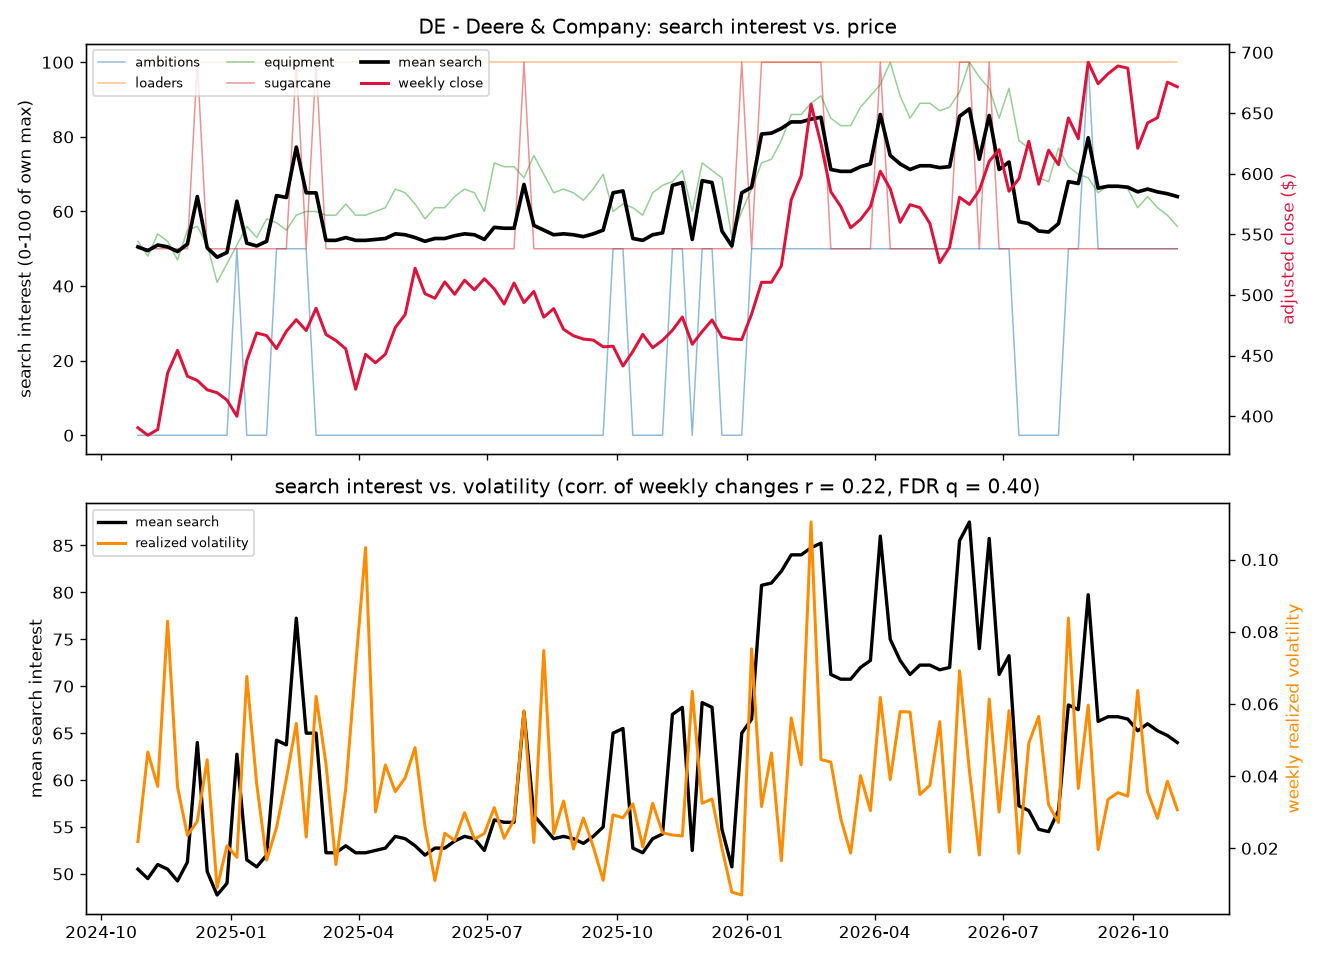 DE - Deere & Company: search interest vs. price
ambitions
loaders
equipment
sugarcane
mean search
weekly close
search interest (0-100 of own max)
100
80
60
40
20
0
adjusted close ($)
700
650
600
550
500
450
400
search interest vs. volatility (corr. of weekly changes r = 0.22, FDR q = 0.40)
mean search
realized volatility
mean search interest
85
80
75
70
65
60
55
50
weekly realized volatility
0.10
0.08
0.06
0.04
0.02
2024-10
2025-01
2025-04
2025-07
2025-10
2026-01
2026-04
2026-07
2026-10